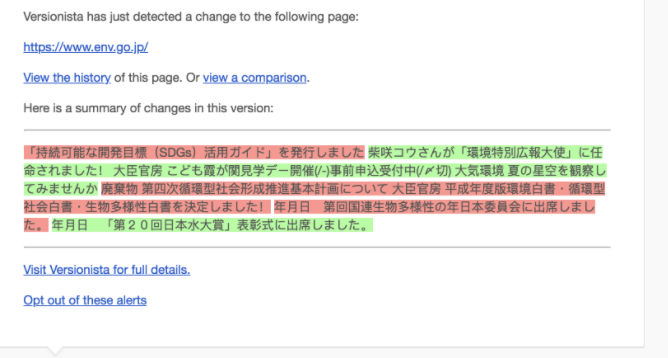 Versionista has just detected a change to the following page:
https://www.env.go.jp/
View the history of this page. Or view a comparison.
Here is a summary of changes in this version:
「持続可能な開発目標（SDGs）活用ガイド」を発行しました 柴咲コウさんが「環境特別広報大使」に任
命されました！ 大臣官房 こども霞が関見学デー開催(/-)事前申込受付中(/〆切) 大気環境 夏の星空を観察し
てみませんか 廃棄物 第四次循環型社会形成推進基本計画について 大臣官房 平成年度版環境白書・循環型
社会白書・生物多様性白書を決定しました！ 年月日　第回国連生物多様性の年日本委員会に出席しまし
た。 年月日　「第２０回日本水大賞」表彰式に出席しました。
Visit Versionista for full details.
Opt out of these alerts